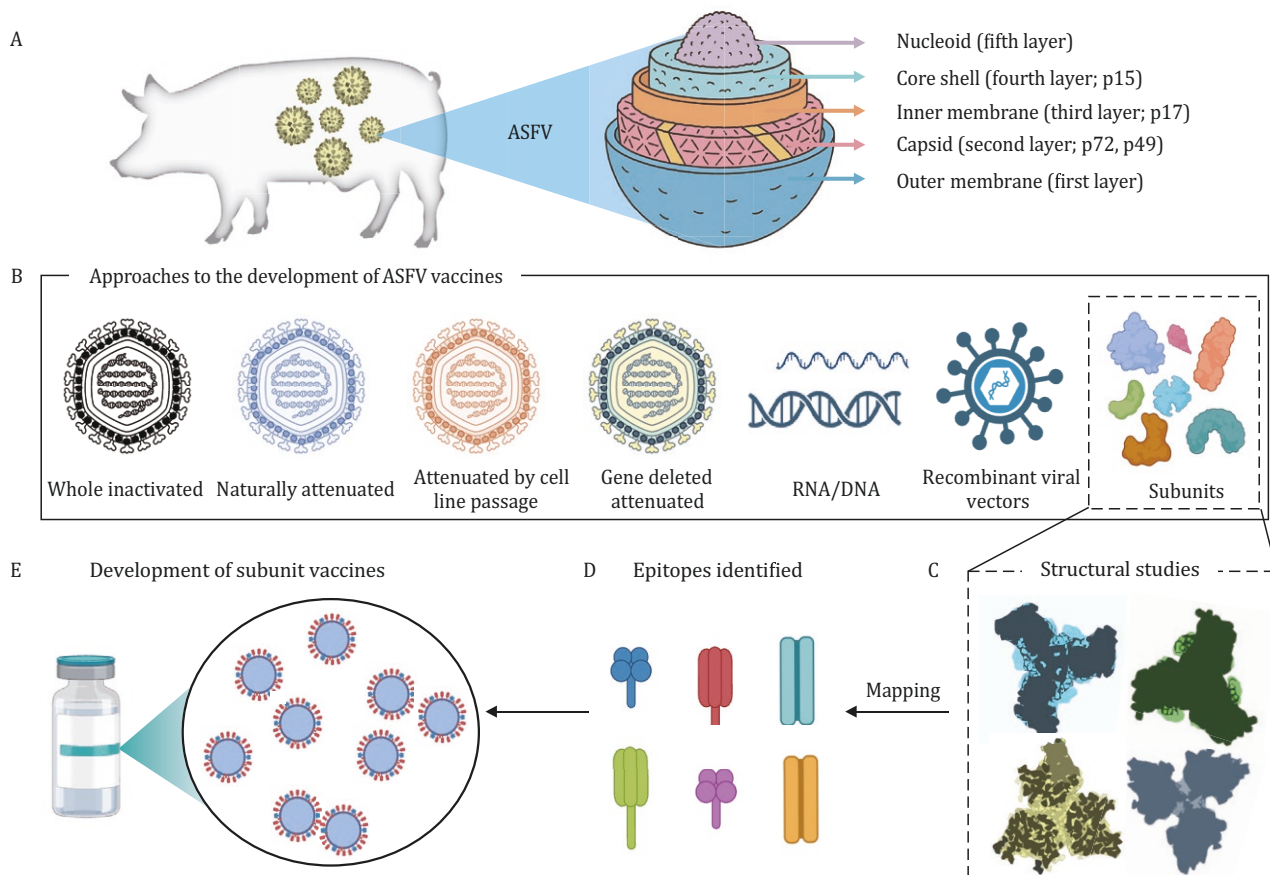 A
Nucleoid (fifth layer)
Core shell (fourth layer; p15)
Inner membrane (third layer; p17)
Capsid (second layer; p72, p49)
Outer membrane (first layer)
ASFV
B
Approaches to the development of ASFV vaccines
Whole inactivated
Naturally attenuated
Attenuated by cell
line passage
Gene deleted
attenuated
RNA/DNA
Recombinant viral
vectors
Subunits
E
Development of subunit vaccines
D
Epitopes identified
C
Structural studies
Mapping